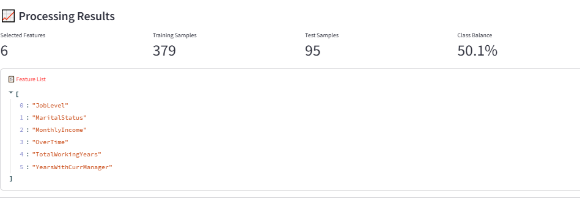 Processing Results
Selected Features
6
Training Samples
379
Test Samples
95
Class Balance
50.1%
Feature List
[
0 : "JobLevel"
1 : "MaritalStatus"
2 : "MonthlyIncome"
3 : "OverTime"
4 : "TotalWorkingYears"
5 : "YearsWithCurrManager"
]